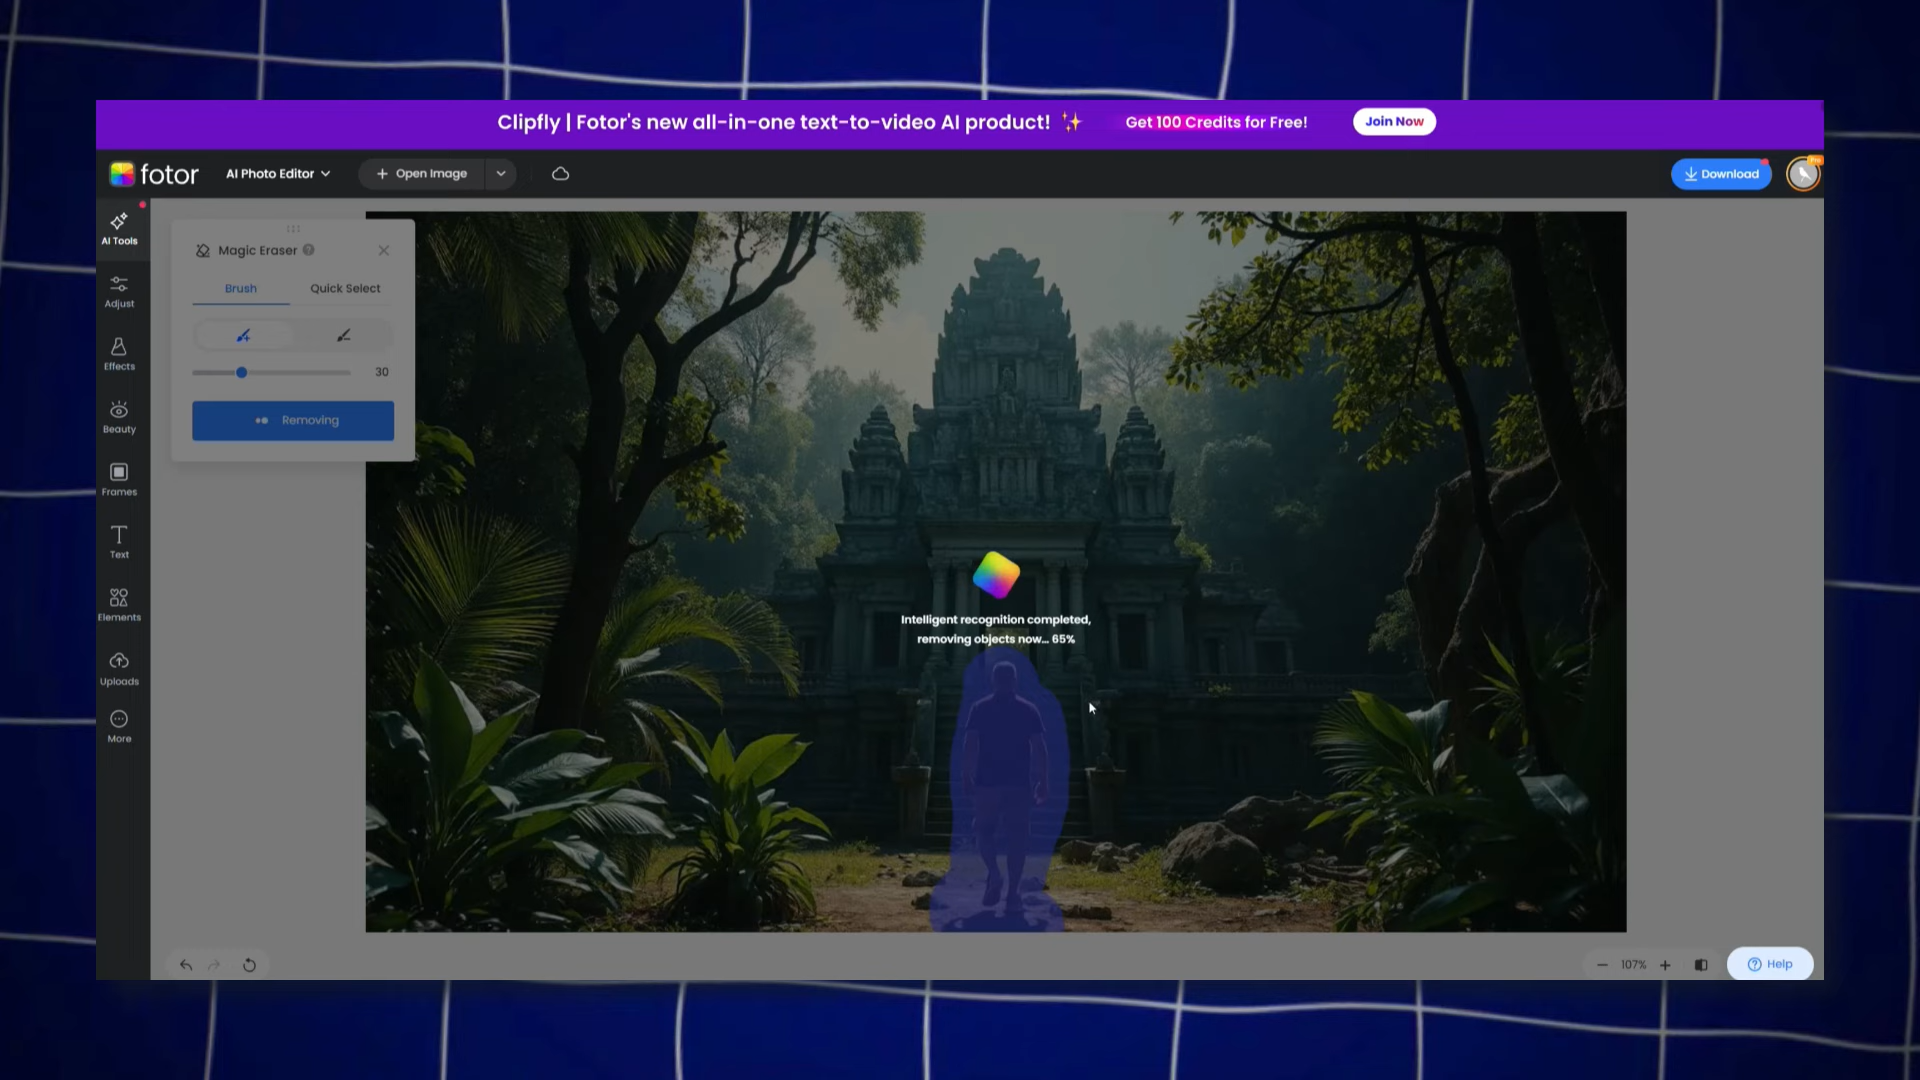 Clipfly | Fotor's new all-in-one text-to-video AI product! ✨ Get 100 Credits for Free! Join Now
fotor AI Photo Editor + Open Image Download Pro
AI Tools
Adjust
Effects
Beauty
Frames
Text
Elements
Uploads
More
Magic Eraser ?
Brush Quick Select
30
Removing
Intelligent recognition completed,
removing objects now... 65%
107% Help